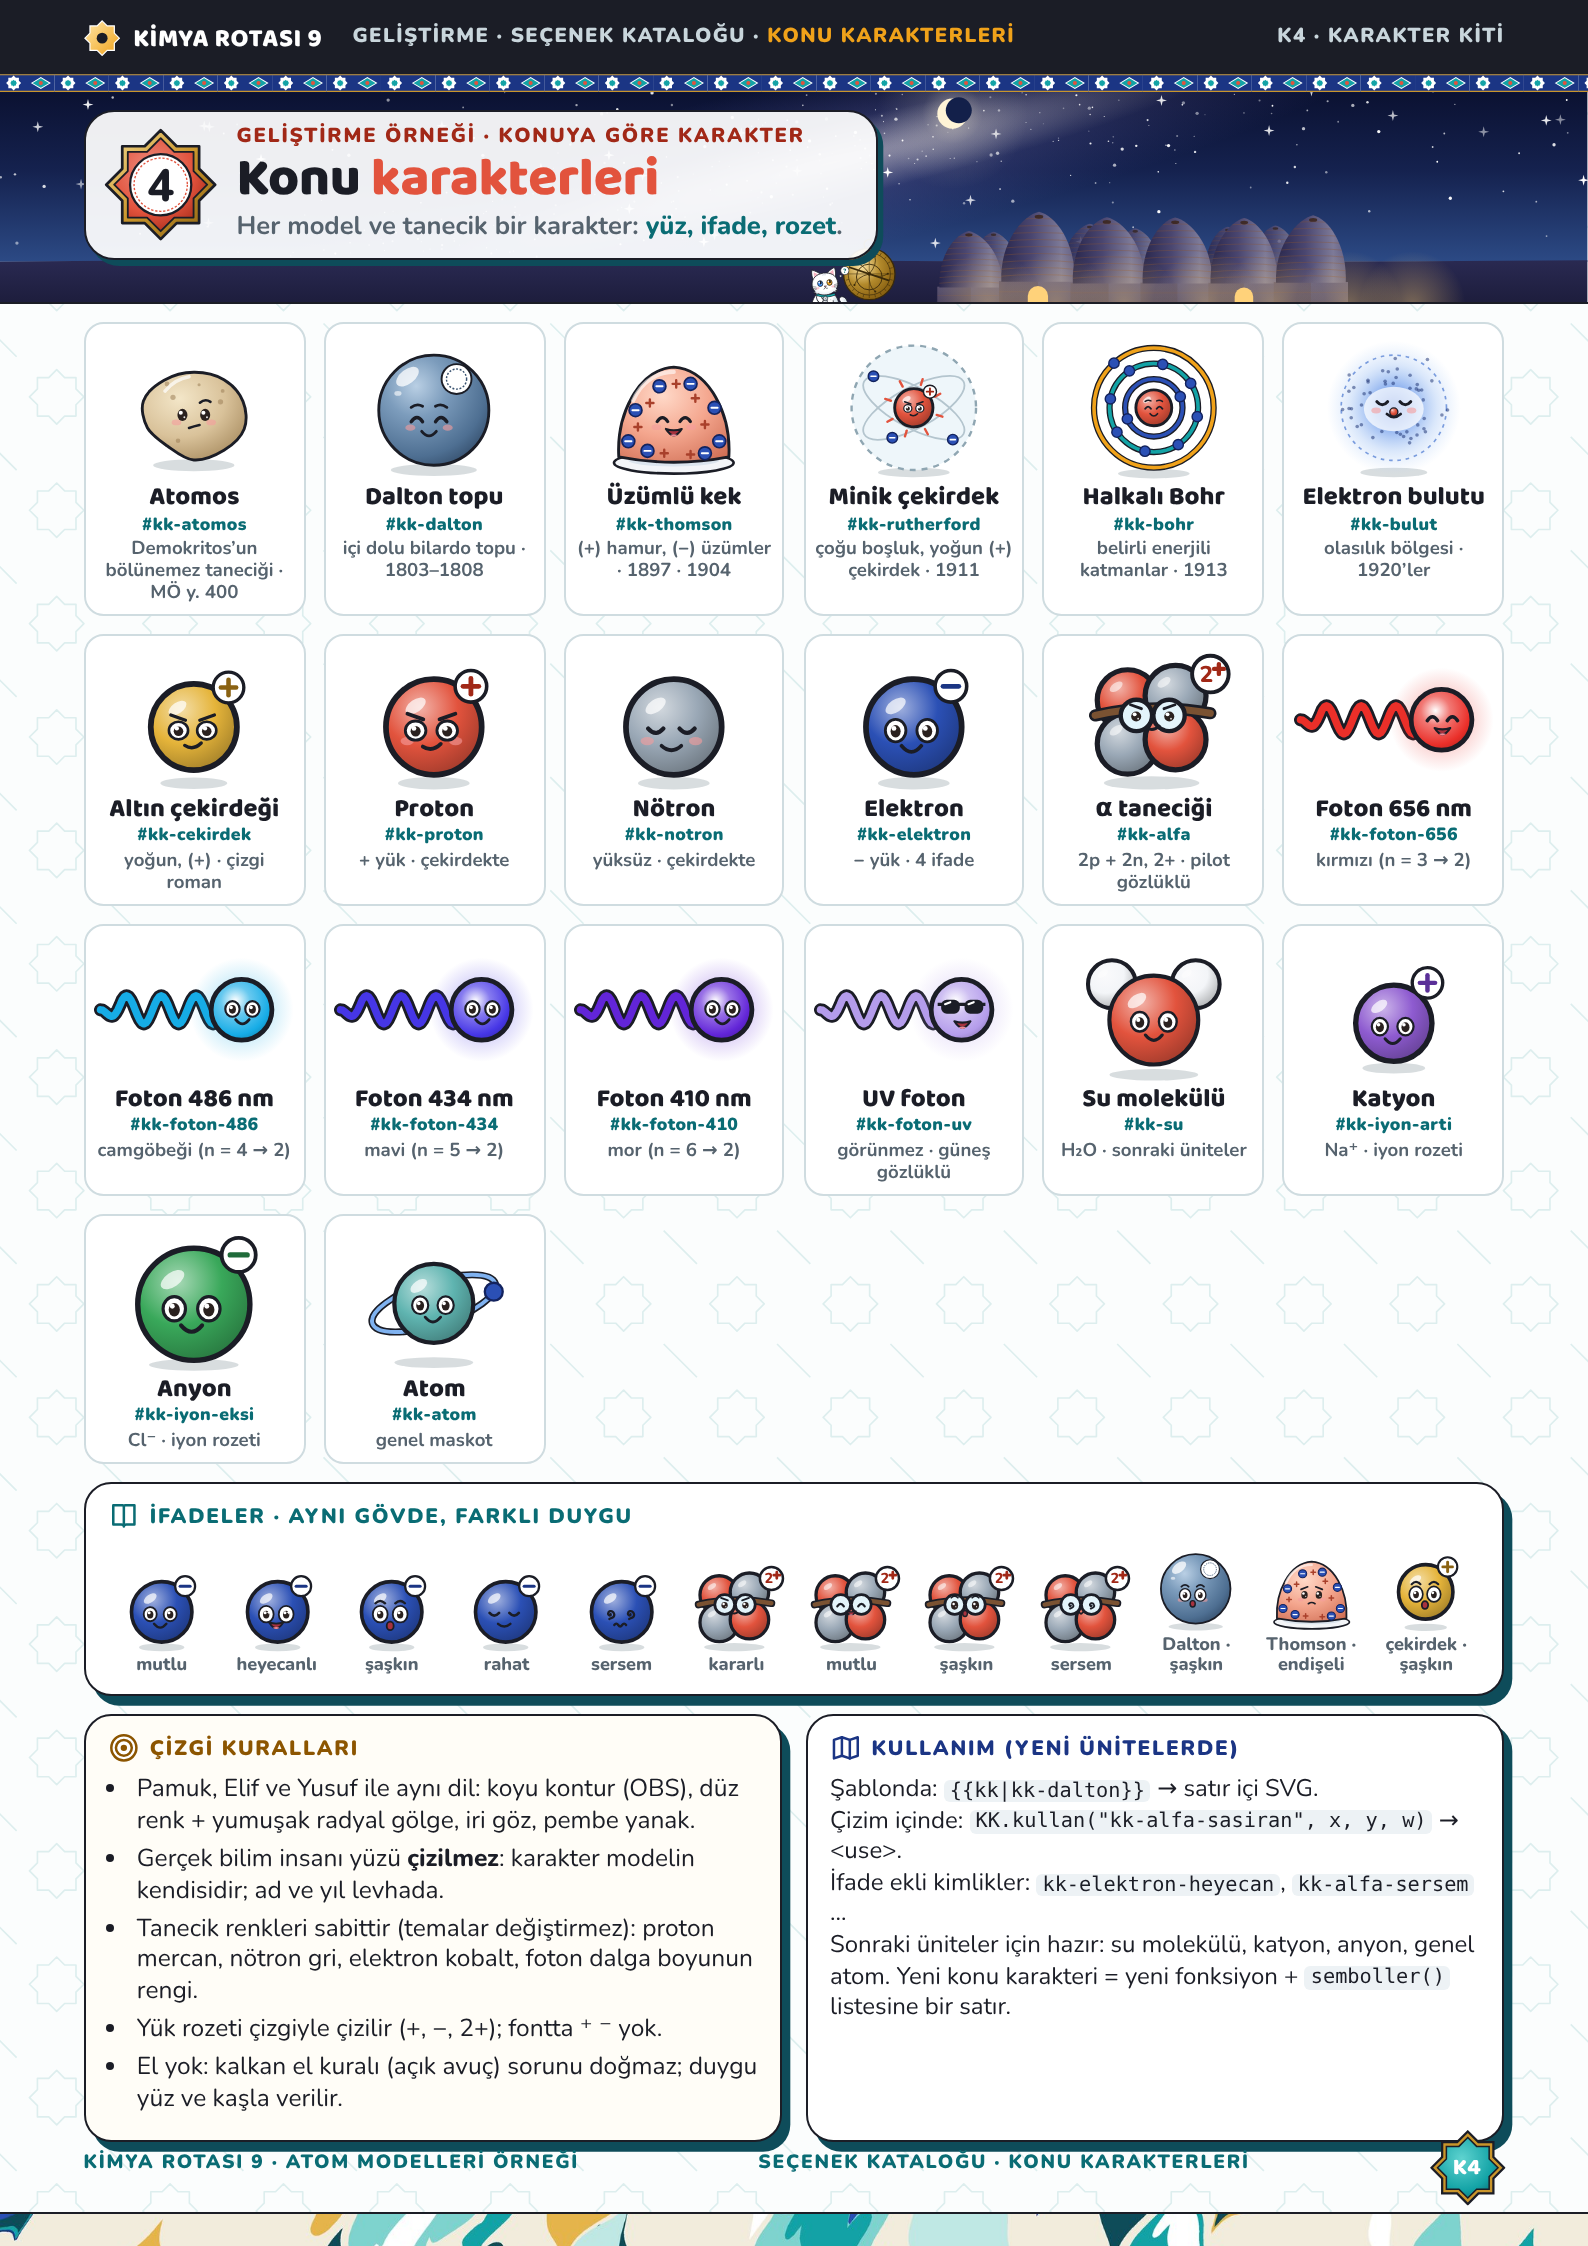 KİMYA ROTASI 9
GELİŞTİRME · SEÇENEK KATALOĞU · KONU KARAKTERLERİ
K4 · KARAKTER KİTİ
4
GELİŞTİRME ÖRNEĞİ · KONUYA GÖRE KARAKTER
Konu karakterleri
Her model ve tanecik bir karakter: yüz, ifade, rozet.
Atomos
#kk-atomos
Demokritos’un
bölünemez taneciği ·
MÖ y. 400
Dalton topu
#kk-dalton
içi dolu bilardo topu ·
1803–1808
Üzümlü kek
#kk-thomson
(+) hamur, (−) üzümler
· 1897 · 1904
Minik çekirdek
#kk-rutherford
çoğu boşluk, yoğun (+)
çekirdek · 1911
Halkalı Bohr
#kk-bohr
belirli enerjili
katmanlar · 1913
Elektron bulutu
#kk-bulut
olasılık bölgesi ·
1920’ler
Altın çekirdeği
#kk-cekirdek
yoğun, (+) · çizgi
roman
Proton
#kk-proton
+ yük · çekirdekte
Nötron
#kk-notron
yüksüz · çekirdekte
Elektron
#kk-elektron
− yük · 4 ifade
2+
α taneciği
#kk-alfa
2p + 2n, 2+ · pilot
gözlüklü
Foton 656 nm
#kk-foton-656
kırmızı (n = 3 → 2)
Foton 486 nm
#kk-foton-486
camgöbeği (n = 4 → 2)
Foton 434 nm
#kk-foton-434
mavi (n = 5 → 2)
Foton 410 nm
#kk-foton-410
mor (n = 6 → 2)
UV foton
#kk-foton-uv
görünmez · güneş
gözlüklü
Su molekülü
#kk-su
H₂O · sonraki üniteler
Katyon
#kk-iyon-arti
Na⁺ · iyon rozeti
Anyon
#kk-iyon-eksi
Cl⁻ · iyon rozeti
Atom
#kk-atom
genel maskot
İFADELER · AYNI GÖVDE, FARKLI DUYGU
2+ 2+ 2+ 2+
mutlu
heyecanlı
şaşkın
rahat
sersem
kararlı
mutlu
şaşkın
sersem
Dalton ·
şaşkın
Thomson ·
endişeli
çekirdek ·
şaşkın
ÇİZGİ KURALLARI
• Pamuk, Elif ve Yusuf ile aynı dil: koyu kontur (OBS), düz
renk + yumuşak radyal gölge, iri göz, pembe yanak.
• Gerçek bilim insanı yüzü çizilmez: karakter modelin
kendisidir; ad ve yıl levhada.
• Tanecik renkleri sabittir (temalar değiştirmez): proton
mercan, nötron gri, elektron kobalt, foton dalga boyunun
rengi.
• Yük rozeti çizgiyle çizilir (+, −, 2+); fontta ⁺ ⁻ yok.
• El yok: kalkan el kuralı (açık avuç) sorunu doğmaz; duygu
yüz ve kaşla verilir.
KULLANIM (YENİ ÜNİTELERDE)
Şablonda: {{kk|kk-dalton}} → satır içi SVG.
Çizim içinde: KK.kullan("kk-alfa-sasiran", x, y, w) →
<use>.
İfade ekli kimlikler: kk-elektron-heyecan, kk-alfa-sersem
…
Sonraki üniteler için hazır: su molekülü, katyon, anyon, genel
atom. Yeni konu karakteri = yeni fonksiyon + semboller()
listesine bir satır.
KİMYA ROTASI 9 · ATOM MODELLERİ ÖRNEĞİ
SEÇENEK KATALOĞU · KONU KARAKTERLERİ
K4